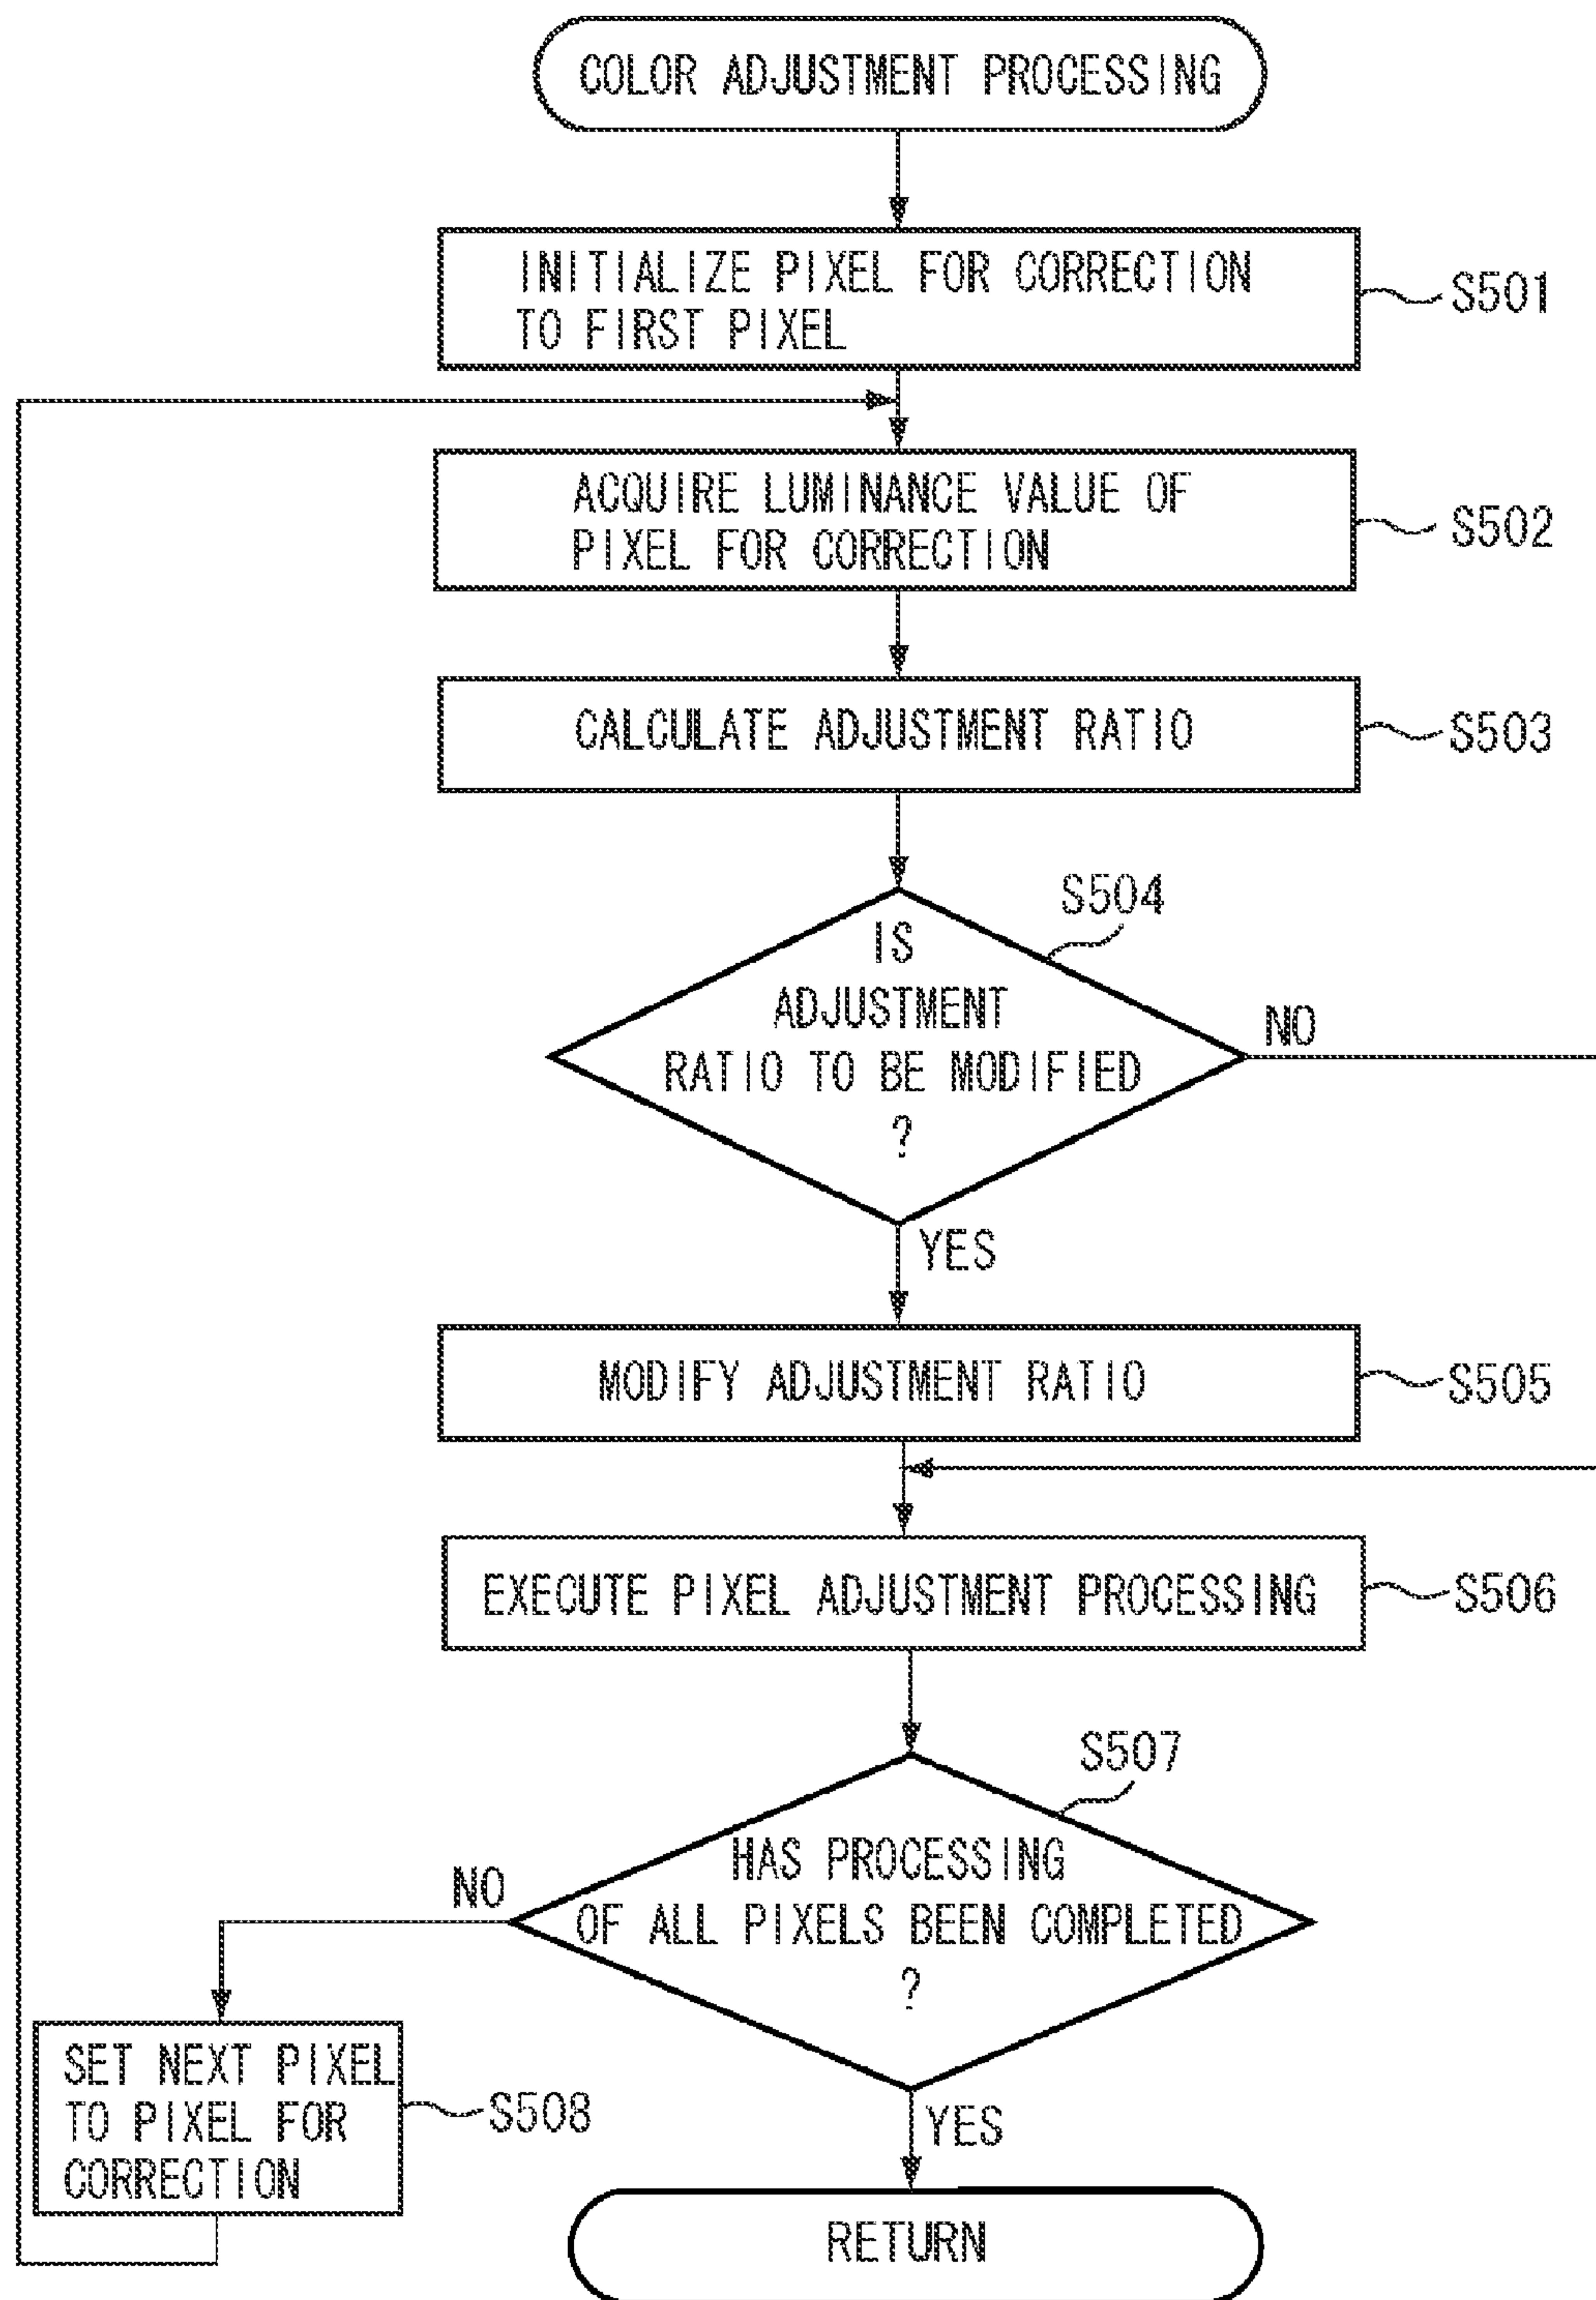 COLOR ADJUSTMENT PROCESSING
INITIALIZE PIXEL FOR CORRECTION
TO FIRST PIXEL
S501
ACQUIRE LUMINANCE VALUE OF
PIXEL FOR CORRECTION
S502
CALCULATE ADJUSTMENT RATIO
S503
S504
IS
ADJUSTMENT
RATIO TO BE MODIFIED
?
NO
YES
MODIFY ADJUSTMENT RATIO
S505
EXECUTE PIXEL ADJUSTMENT PROCESSING
S506
S507
HAS PROCESSING
OF ALL PIXELS BEEN COMPLETED
?
NO
SET NEXT PIXEL
TO PIXEL FOR
CORRECTION
S508
YES
RETURN